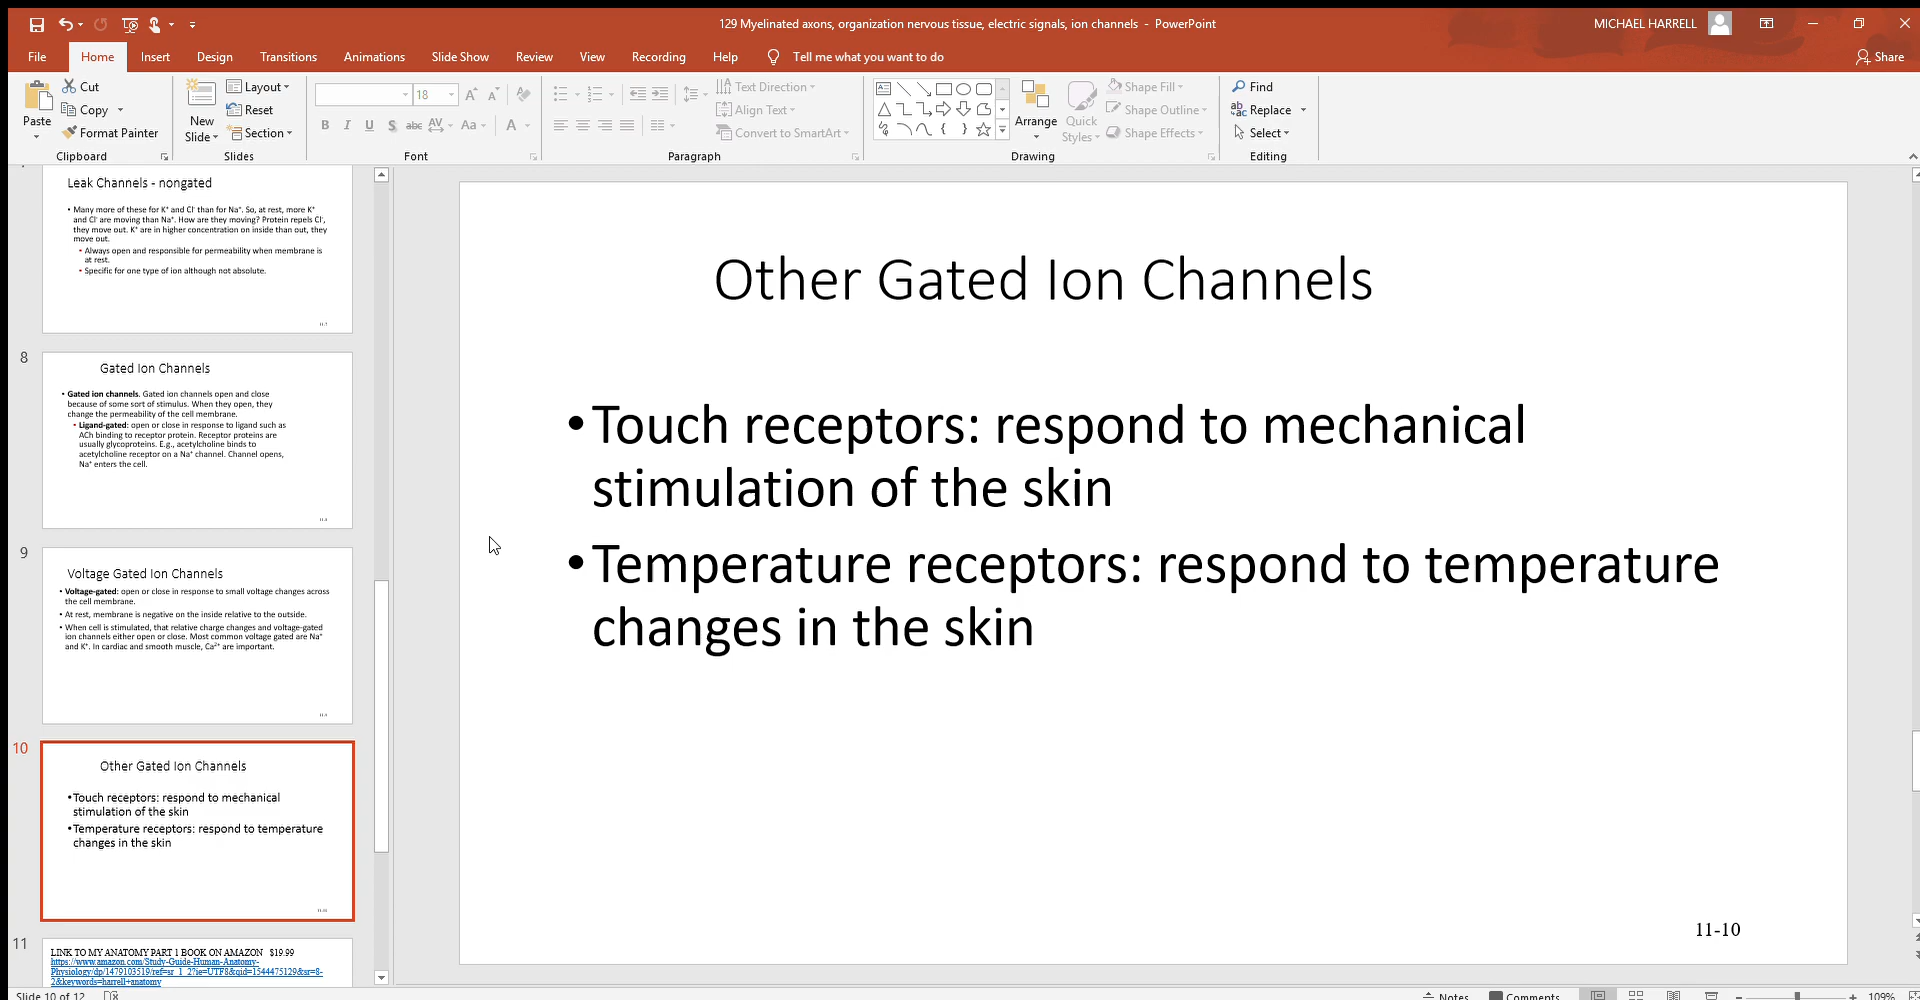 129 Myelinated axons, organization nervous tissue, electric signals, ion channels - PowerPoint
MICHAEL HARRELL
File Home Insert Design Transitions Animations Slide Show Review View Recording Help Tell me what you want to do
Share
Paste
Cut
Copy
Format Painter
Clipboard
New
Slide
Layout
Reset
Section
Slides
18
B I U S abc AV Aa A
Font
Text Direction
Align Text
Convert to SmartArt
Paragraph
Arrange
Quick
Styles
Shape Fill
Shape Outline
Shape Effects
Drawing
Find
Replace
Select
Editing
Leak Channels - nongated
• Many more of these for K⁺ and Cl⁻ than for Na⁺. So, at rest, more K⁺
and Cl⁻ are moving than Na⁺. How are they moving? Protein repels Cl⁻,
they move out. K⁺ are in higher concentration on inside than out, they
move out.
• Always open and responsible for permeability when membrane is
at rest.
• Specific for one type of ion although not absolute.
11-7
8
Gated Ion Channels
• Gated ion channels. Gated ion channels open and close
because of some sort of stimulus. When they open, they
change the permeability of the cell membrane.
• Ligand-gated: open or close in response to ligand such as
ACh binding to receptor protein. Receptor proteins are
usually glycoproteins. E.g., acetylcholine binds to
acetylcholine receptor on a Na⁺ channel. Channel opens,
Na⁺ enters the cell.
11-8
9
Voltage Gated Ion Channels
• Voltage-gated: open or close in response to small voltage changes across
the cell membrane.
• At rest, membrane is negative on the inside relative to the outside.
• When cell is stimulated, that relative charge changes and voltage-gated
ion channels either open or close. Most common voltage gated are Na⁺
and K⁺. In cardiac and smooth muscle, Ca²⁺ are important.
11-9
10
Other Gated Ion Channels
•Touch receptors: respond to mechanical
stimulation of the skin
•Temperature receptors: respond to temperature
changes in the skin
11-10
11
LINK TO MY ANATOMY PART 1 BOOK ON AMAZON $19.99
https://www.amazon.com/Study-Guide-Human-Anatomy-
Physiology/dp/1479103519/ref=sr_1_2?ie=UTF8&qid=1544475129&sr=8-
2&keywords=harrell+anatomy
Other Gated Ion Channels
•Touch receptors: respond to mechanical
stimulation of the skin
•Temperature receptors: respond to temperature
changes in the skin
11-10
Slide 10 of 12
Notes Comments 109%